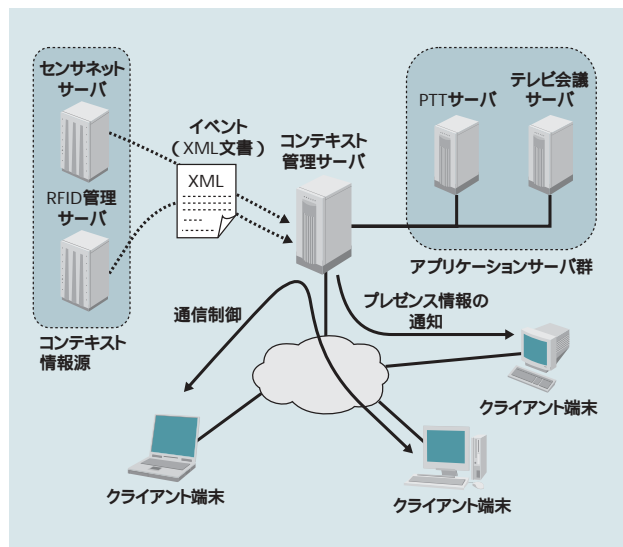 センサネット
サーバ
RFID管理
サーバ
コンテキスト
情報源
イベント
(XML文書)
XML
コンテキスト
管理サーバ
PTTサーバ
テレビ会議
サーバ
アプリケーションサーバ群
通信制御
プレゼンス情報の
通知
クライアント端末
クライアント端末
クライアント端末